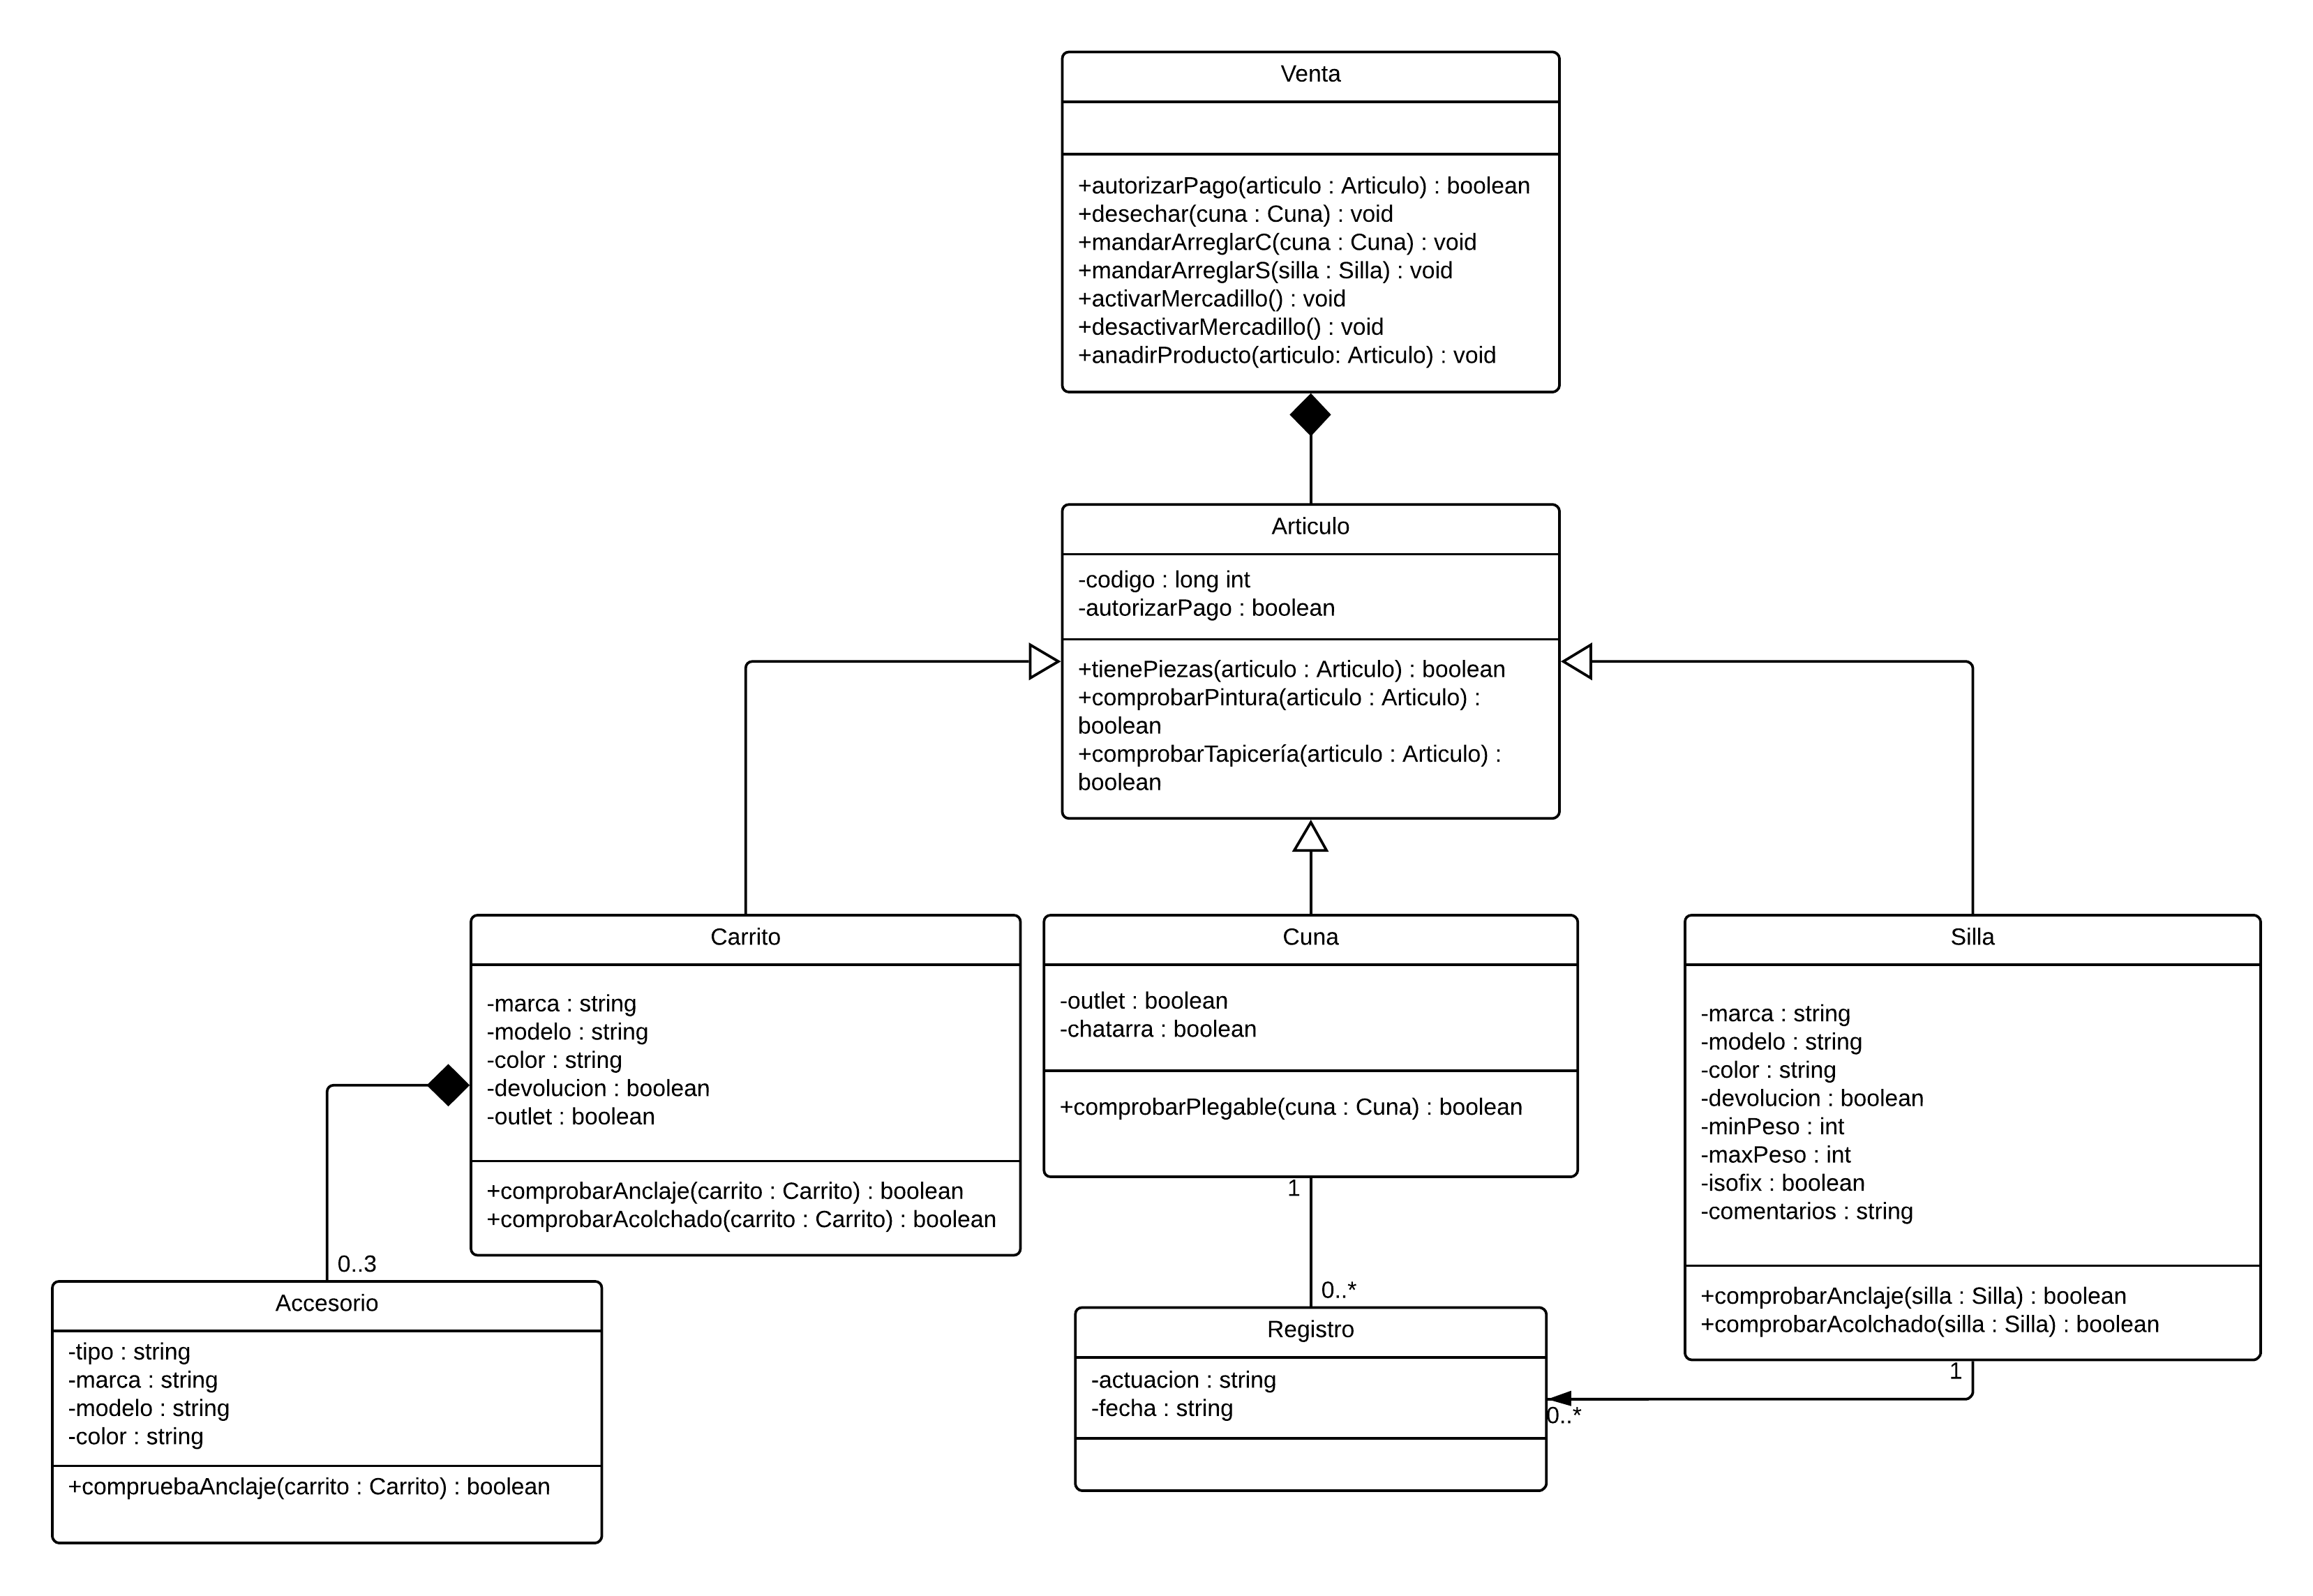 Venta
+autorizarPago(articulo : Articulo) : boolean
+desechar(cuna : Cuna) : void
+mandarArreglarC(cuna : Cuna) : void
+mandarArreglarS(silla : Silla) : void
+activarMercadillo() : void
+desactivarMercadillo() : void
+anadirProducto(articulo: Articulo) : void
Articulo
-codigo : long int
-autorizarPago : boolean
+tienePiezas(articulo : Articulo) : boolean
+comprobarPintura(articulo : Articulo) :
boolean
+comprobarTapicería(articulo : Articulo) :
boolean
Carrito
-marca : string
-modelo : string
-color : string
-devolucion : boolean
-outlet : boolean
+comprobarAnclaje(carrito : Carrito) : boolean
+comprobarAcolchado(carrito : Carrito) : boolean
Cuna
-outlet : boolean
-chatarra : boolean
+comprobarPlegable(cuna : Cuna) : boolean
1
Silla
-marca : string
-modelo : string
-color : string
-devolucion : boolean
-minPeso : int
-maxPeso : int
-isofix : boolean
-comentarios : string
+comprobarAnclaje(silla : Silla) : boolean
+comprobarAcolchado(silla : Silla) : boolean
1
0..3
Accesorio
-tipo : string
-marca : string
-modelo : string
-color : string
+compruebaAnclaje(carrito : Carrito) : boolean
0..*
Registro
-actuacion : string
-fecha : string
0..*